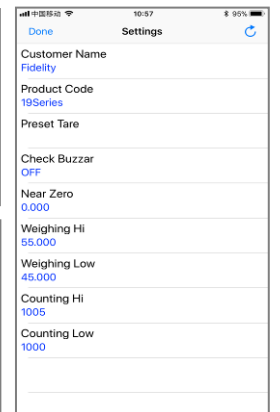 中国移动 10:57 95%
Done Settings
Customer Name
Fidelity
Product Code
19Series
Preset Tare
Check Buzzar
OFF
Near Zero
0.000
Weighing Hi
55.000
Weighing Low
45.000
Counting Hi
1005
Counting Low
1000